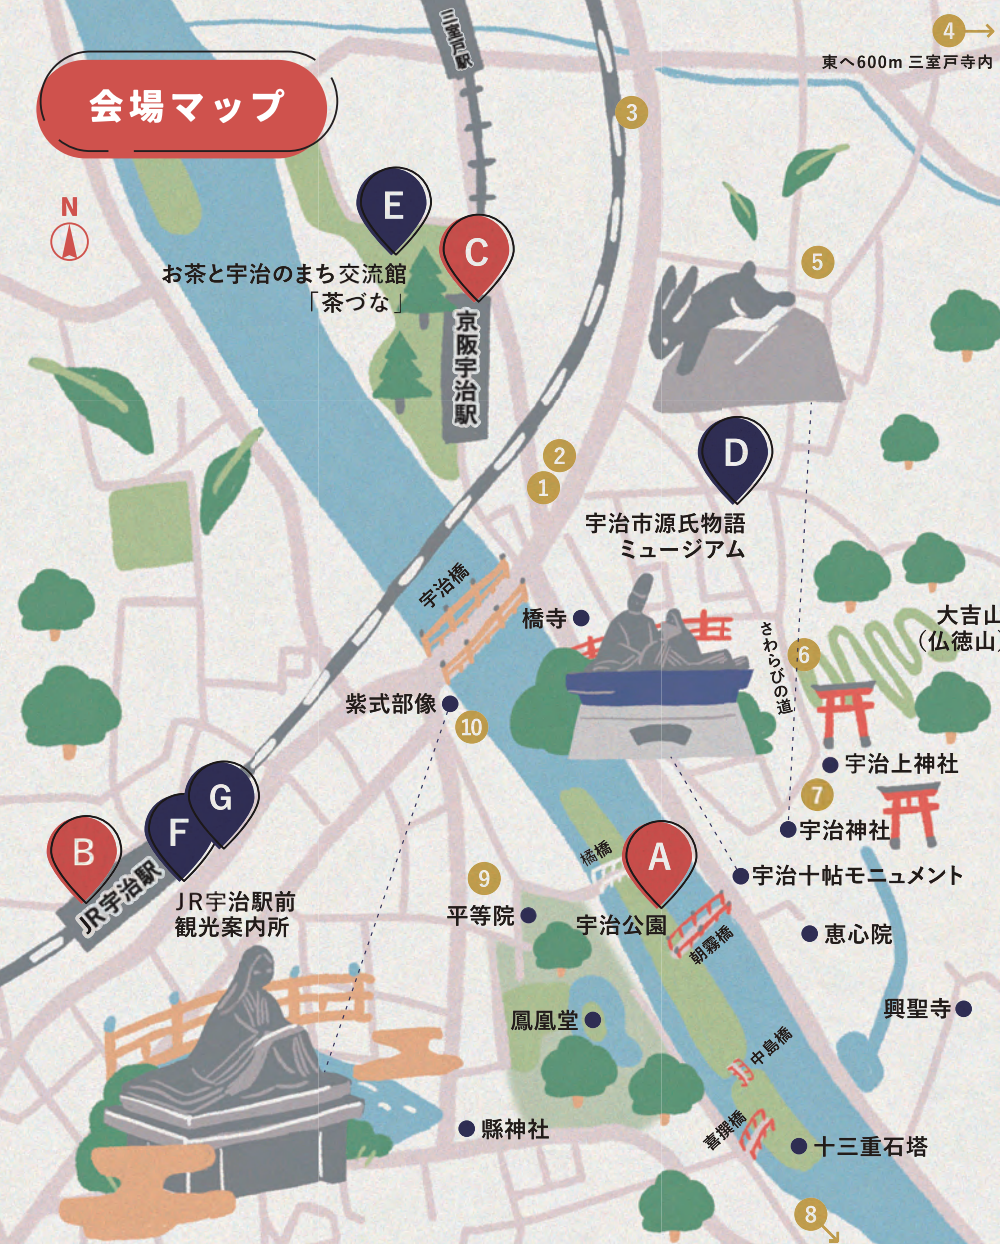 三室戸駅
4
東へ600m 三室戸寺内
会場マップ
3
N
E
C
お茶と宇治のまち交流館
「茶づな」
5
京阪宇治駅
2
1
D
宇治市源氏物語
ミュージアム
宇治橋
橋寺
さわらびの道
6
大吉山
(仏徳山)
紫式部像
10
宇治上神社
7
宇治神社
G
F
B
JR宇治駅
JR宇治駅前
観光案内所
A
橘橋
宇治十帖モニュメント
9
平等院
宇治公園
朝霧橋
恵心院
鳳凰堂
興聖寺
中島橋
喜撰橋
縣神社
十三重石塔
8